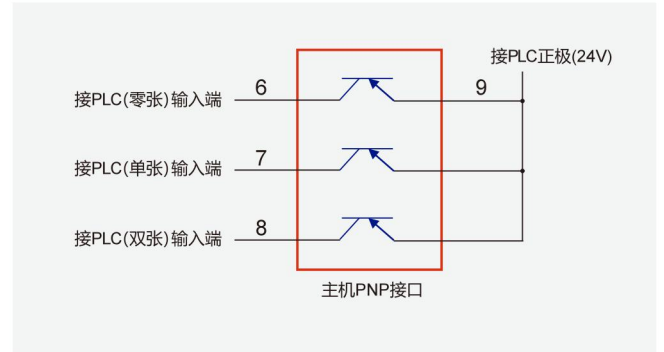 接PLC正极(24V)
接PLC(零张)输入端 6 9
接PLC(单张)输入端 7
接PLC(双张)输入端 8
主机PNP接口